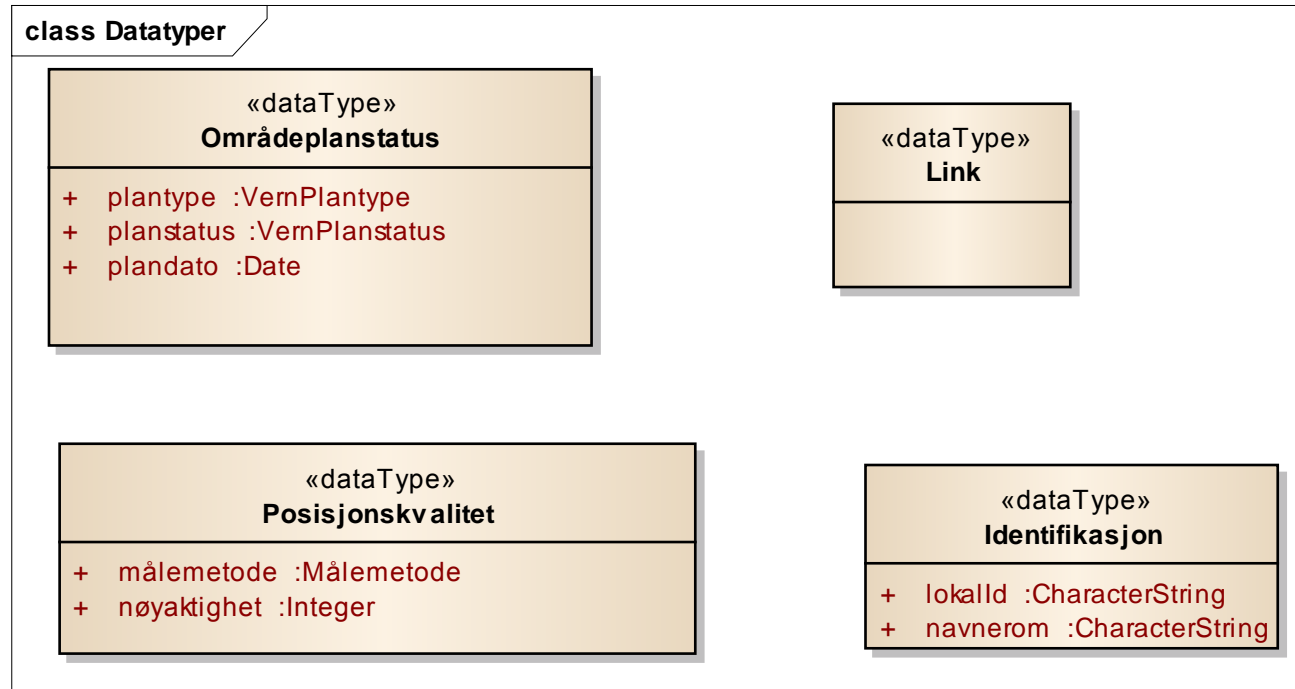 class Datatyper
«dataType»
Områdeplanstatus
+ plantype :VernPlantype
+ planstatus :VernPlanstatus
+ plandato :Date
«dataType»
Link
«dataType»
Posisjonskvalitet
+ målemetode :Målemetode
+ nøyaktighet :Integer
«dataType»
Identifikasjon
+ lokalId :CharacterString
+ navnerom :CharacterString